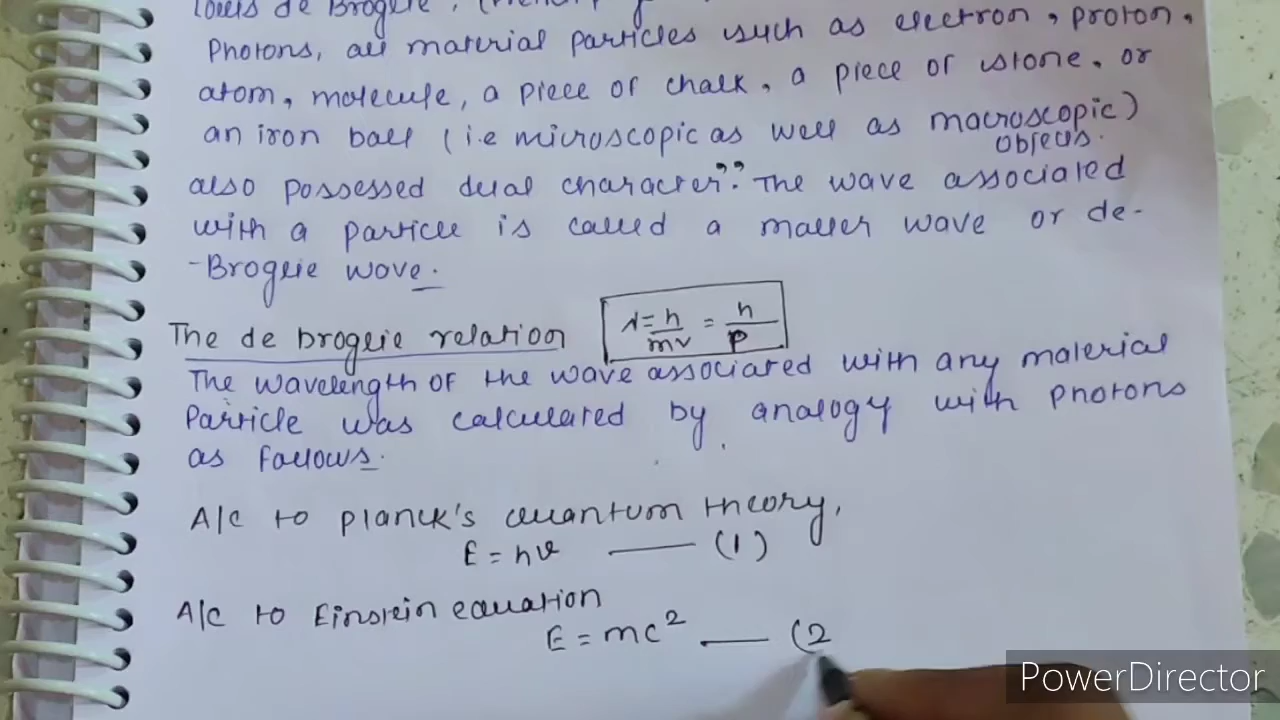 Louis de Broglie,
Photons, all material particles such as electron, proton,
atom, molecule, a piece of chalk, a piece of stone, or
an iron ball (i.e microscopic as well as macroscopic)
objects.
also possessed dual character". The wave associated
with a particle is called a matter wave or de-
-Broglie wave.
The de broglie relation λ=h/mv = h/p
The wavelength of the wave associated with any material
Particle was calculated by analogy with photons
as follows.
A/c to planck's quantum theory,
E = hν —— (1)
A/c to Einstein equation
E = mc² —— (2
PowerDirector